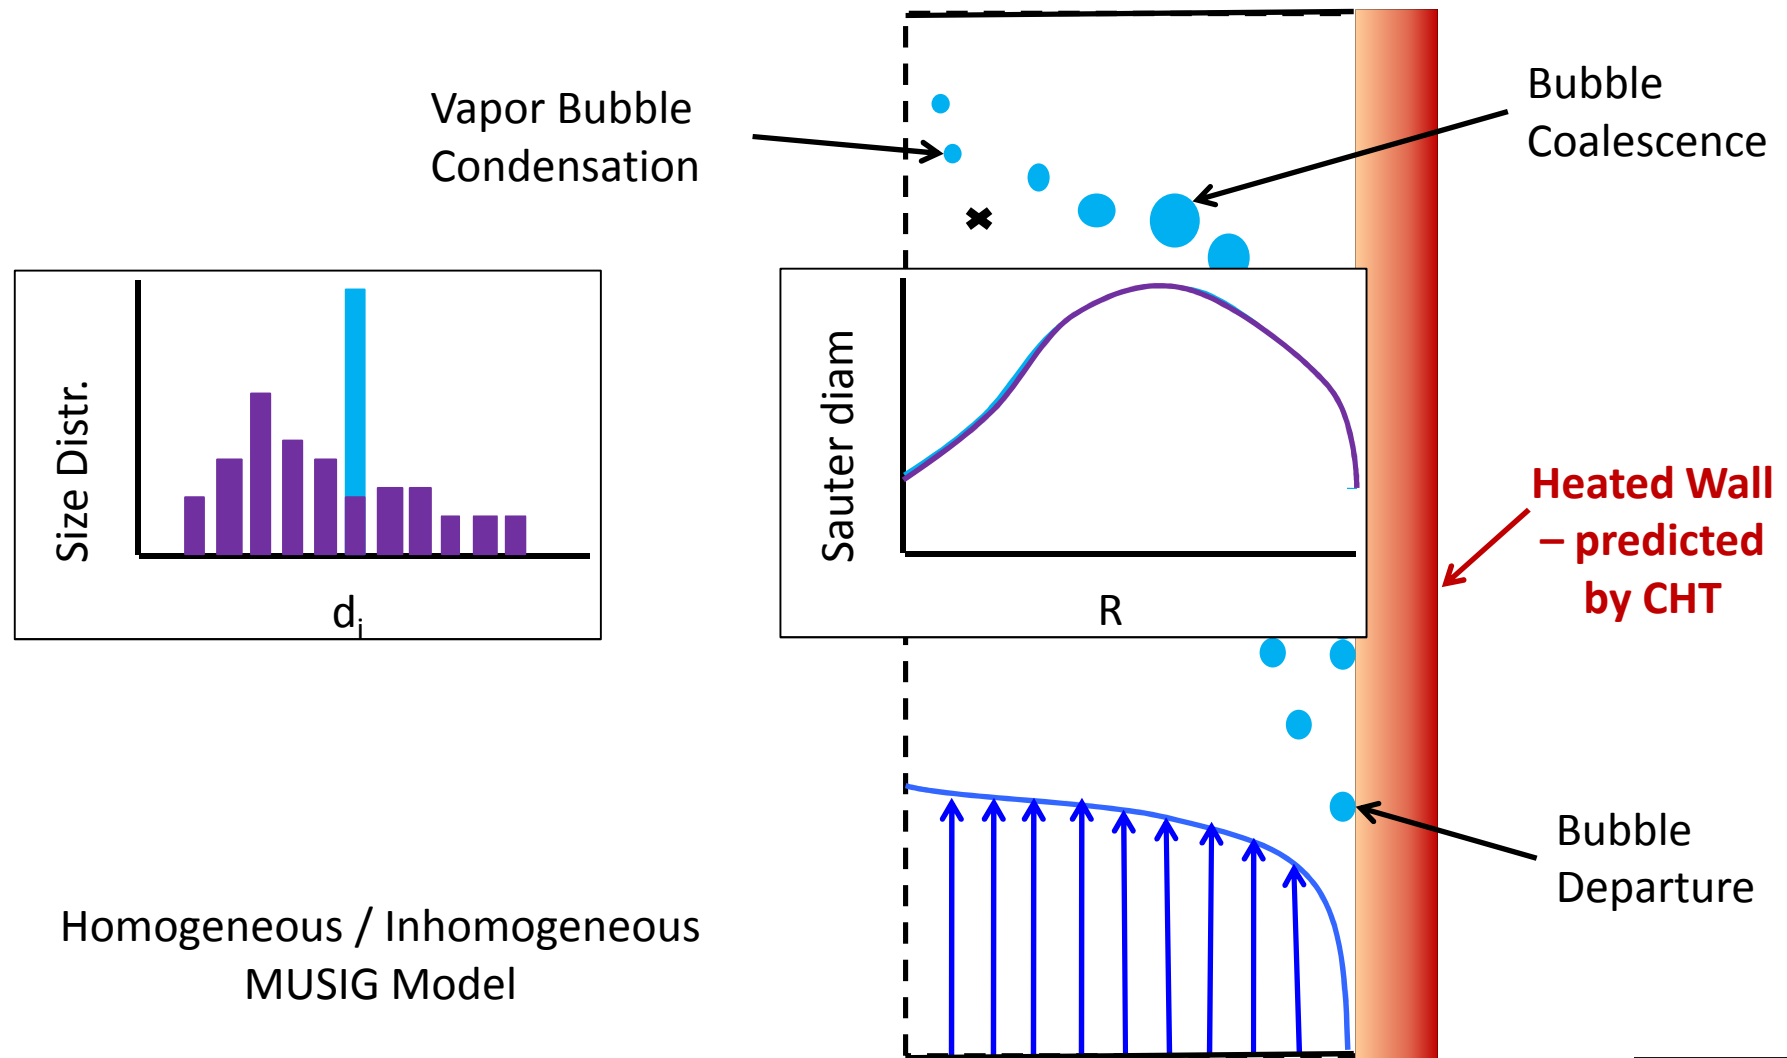 Vapor Bubble
Condensation
Bubble
Coalescence
Size Distr.
d_i
Sauter diam
R
Heated Wall
– predicted
by CHT
Bubble
Departure
Homogeneous / Inhomogeneous
MUSIG Model